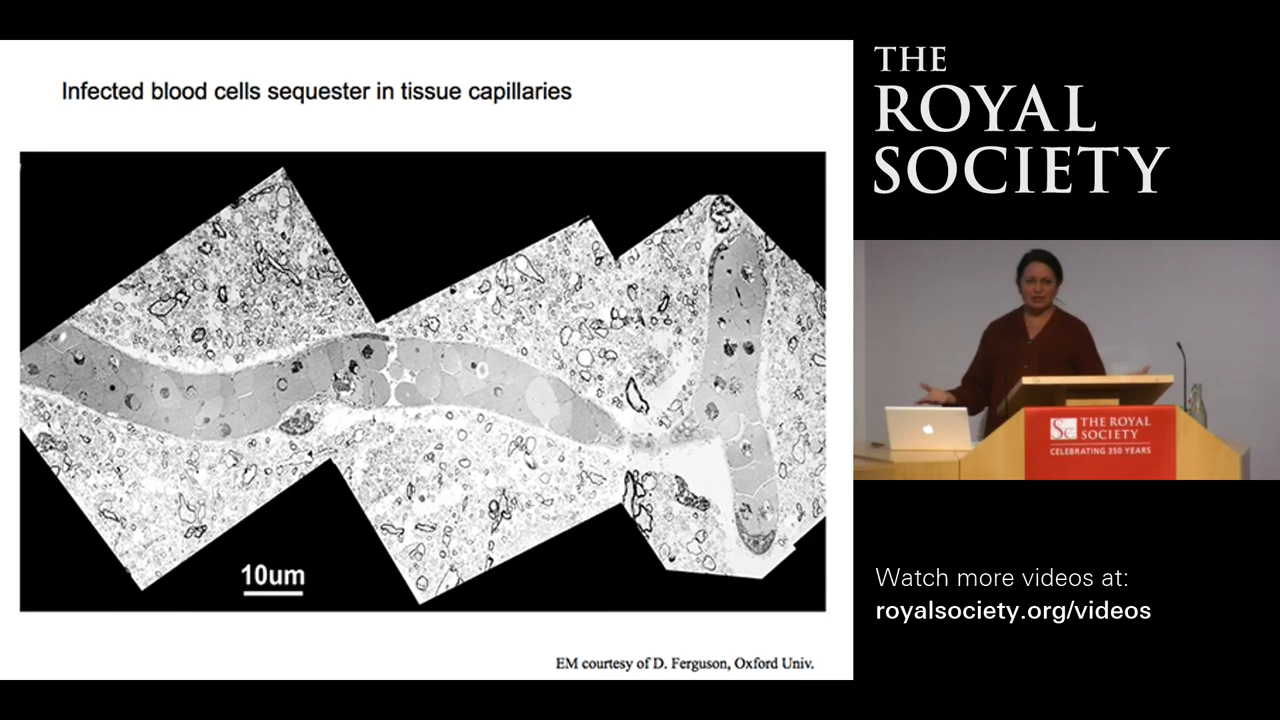 Infected blood cells sequester in tissue capillaries
10um
EM courtesy of D. Ferguson, Oxford Univ.
THE
ROYAL
SOCIETY
THE ROYAL
SOCIETY
CELEBRATING 350 YEARS
Watch more videos at:
royalsociety.org/videos